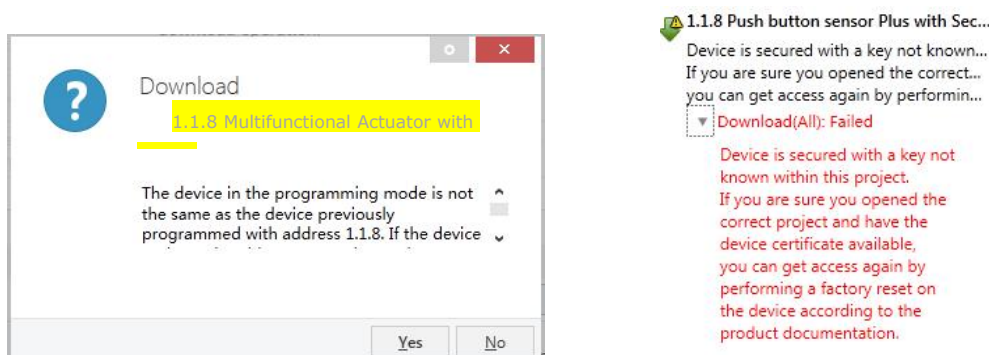 Download
1.1.8 Multifunctional Actuator with
The device in the programming mode is not
the same as the device previously
programmed with address 1.1.8. If the device
Yes
No
1.1.8 Push button sensor Plus with Sec...
Device is secured with a key not known...
If you are sure you opened the correct...
you can get access again by performin...
Download(All): Failed
Device is secured with a key not
known within this project.
If you are sure you opened the
correct project and have the
device certificate available,
you can get access again by
performing a factory reset on
the device according to the
product documentation.